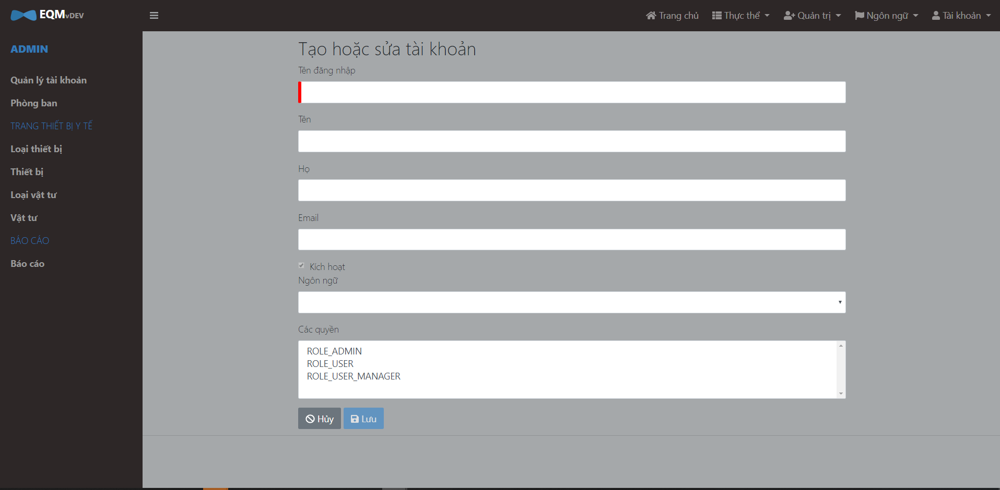 EQMvDEV
Trang chủ
Thực thể
Quản trị
Ngôn ngữ
Tài khoản
ADMIN
Quản lý tài khoản
Phòng ban
TRANG THIẾT BỊ Y TẾ
Loại thiết bị
Thiết bị
Loại vật tư
Vật tư
BÁO CÁO
Báo cáo
Tạo hoặc sửa tài khoản
Tên đăng nhập
Tên
Họ
Email
Kích hoạt
Ngôn ngữ
Các quyền
ROLE_ADMIN
ROLE_USER
ROLE_USER_MANAGER
Hủy
Lưu